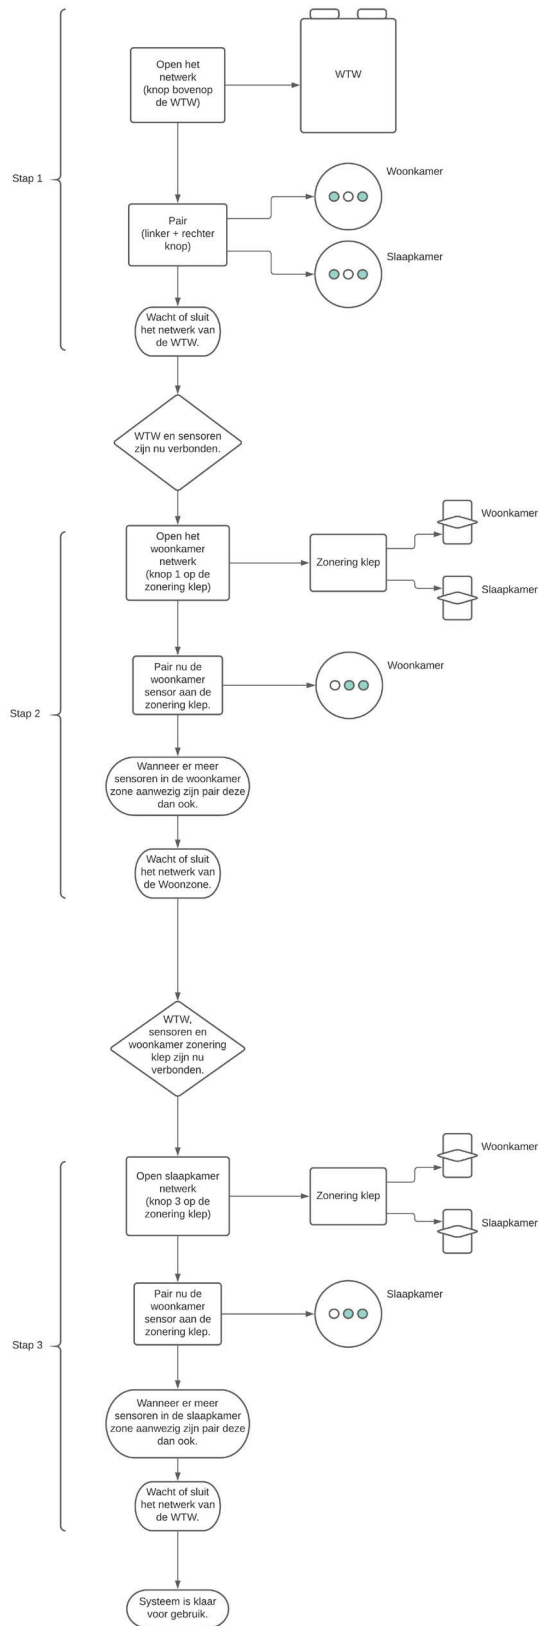 Open het
netwerk
(knop bovenop
de WTW)
WTW
Stap 1
Woonkamer
Pair
(linker + rechter
knop)
Slaapkamer
Wacht of sluit
het netwerk van
de WTW.
WTW en sensoren
zijn nu verbonden.
Open het
woonkamer
netwerk
(knop 1 op de
zonering klep)
Zonering klep
Woonkamer
Slaapkamer
Stap 2
Pair nu de
woonkamer
sensor aan de
zonering klep.
Woonkamer
Wanneer er meer
sensoren in de woonkamer
zone aanwezig zijn pair deze
dan ook.
Wacht of sluit
het netwerk van
de Woonzone.
WTW,
sensoren en
woonkamer zonering
klep zijn nu
verbonden.
Open slaapkamer
netwerk
(knop 3 op de
zonering klep)
Zonering klep
Woonkamer
Slaapkamer
Stap 3
Pair nu de
woonkamer
sensor aan de
zonering klep.
Slaapkamer
Wanneer er meer
sensoren in de slaapkamer
zone aanwezig zijn pair deze
dan ook.
Wacht of sluit
het netwerk van
de WTW.
Systeem is klaar
voor gebruik.